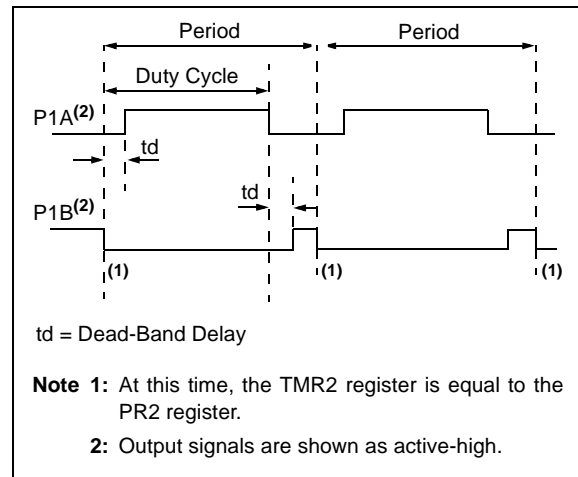 Period Period
Duty Cycle
P1A(2)
td
td
P1B(2)
(1) (1) (1)
td = Dead-Band Delay
Note 1: At this time, the TMR2 register is equal to the
PR2 register.
2: Output signals are shown as active-high.